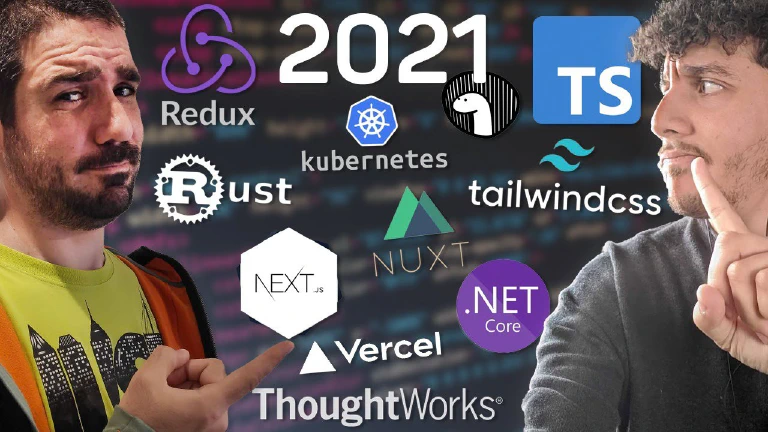 2021
TS
Redux
kubernetes
Rust
tailwindcss
NUXT
NEXT.JS
.NET
Core
Vercel
ThoughtWorks®